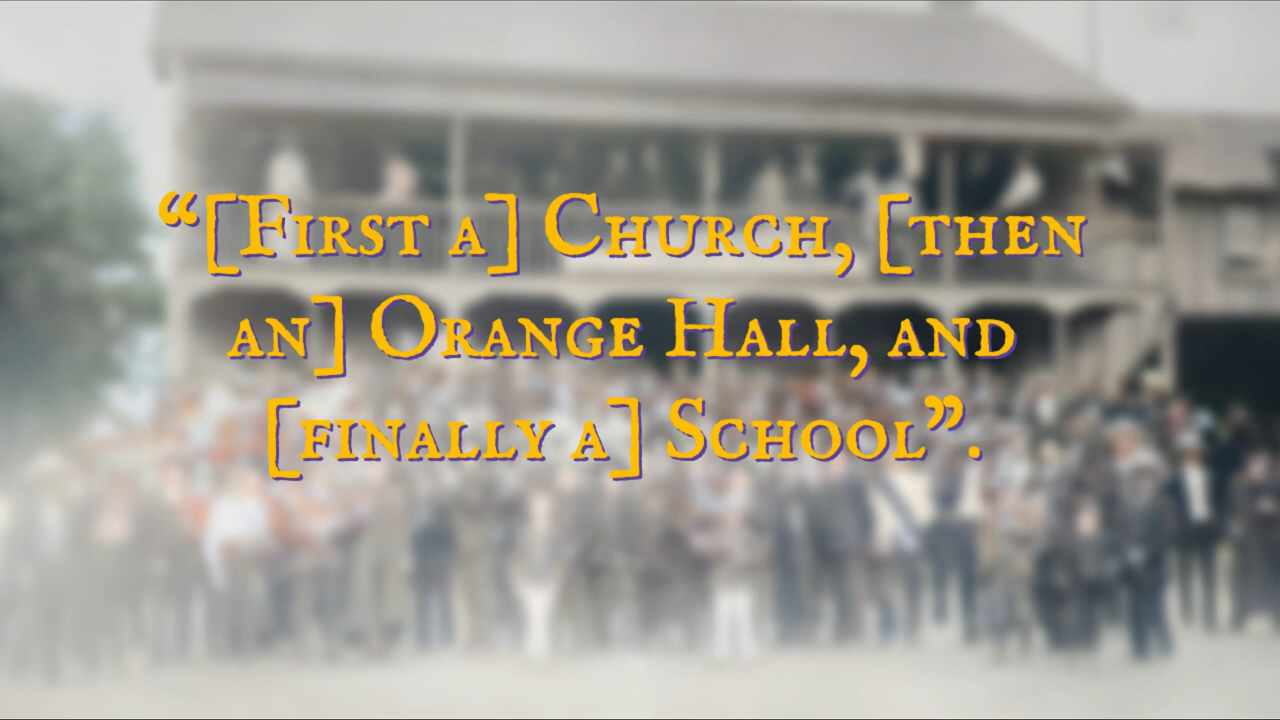 “[First a] Church, [then
an] Orange Hall, and
[finally a] School”.